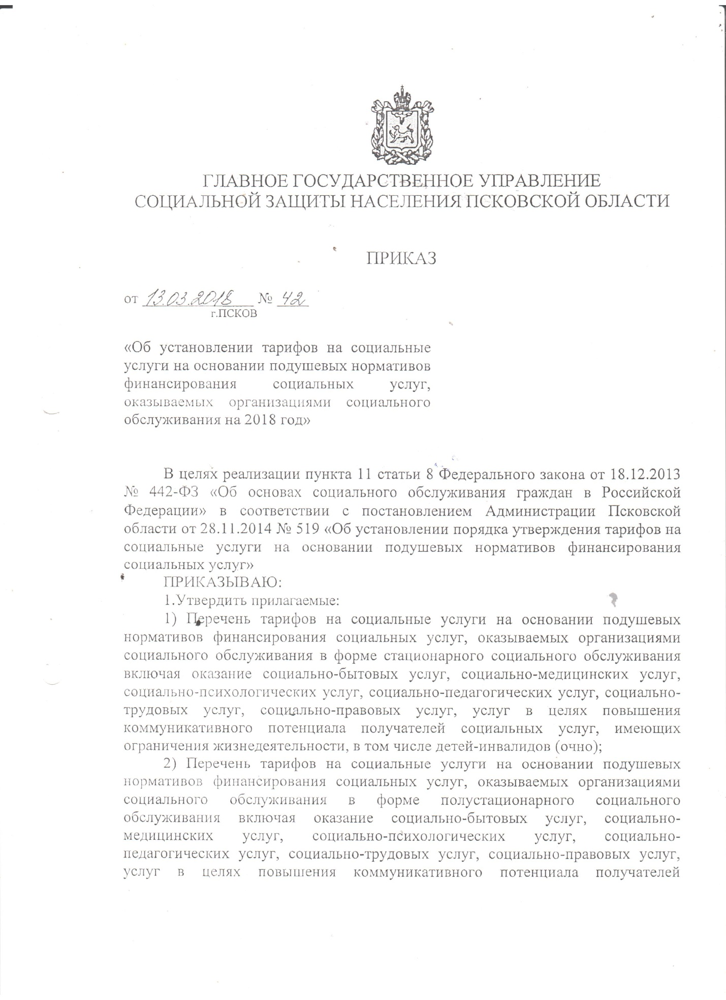 ГЛАВНОЕ ГОСУДАРСТВЕННОЕ УПРАВЛЕНИЕ
СОЦИАЛЬНОЙ ЗАЩИТЫ НАСЕЛЕНИЯ ПСКОВСКОЙ ОБЛАСТИ
ПРИКАЗ
от 13.03.2018 № 42
г.ПСКОВ
«Об установлении тарифов на социальные
услуги на основании подушевых нормативов
финансирования социальных услуг,
оказываемых организациями социального
обслуживания на 2018 год»
В целях реализации пункта 11 статьи 8 Федерального закона от 18.12.2013
№ 442-ФЗ «Об основах социального обслуживания граждан в Российской
Федерации» в соответствии с постановлением Администрации Псковской
области от 28.11.2014 № 519 «Об установлении порядка утверждения тарифов на
социальные услуги на основании подушевых нормативов финансирования
социальных услуг»
ПРИКАЗЫВАЮ:
1.Утвердить прилагаемые:
1) Перечень тарифов на социальные услуги на основании подушевых
нормативов финансирования социальных услуг, оказываемых организациями
социального обслуживания в форме стационарного социального обслуживания
включая оказание социально-бытовых услуг, социально-медицинских услуг,
социально-психологических услуг, социально-педагогических услуг, социально-
трудовых услуг, социально-правовых услуг, услуг в целях повышения
коммуникативного потенциала получателей социальных услуг, имеющих
ограничения жизнедеятельности, в том числе детей-инвалидов (очно);
2) Перечень тарифов на социальные услуги на основании подушевых
нормативов финансирования социальных услуг, оказываемых организациями
социального обслуживания в форме полустационарного социального
обслуживания включая оказание социально-бытовых услуг, социально-
медицинских услуг, социально-психологических услуг, социально-
педагогических услуг, социально-трудовых услуг, социально-правовых услуг,
услуг в целях повышения коммуникативного потенциала получателей